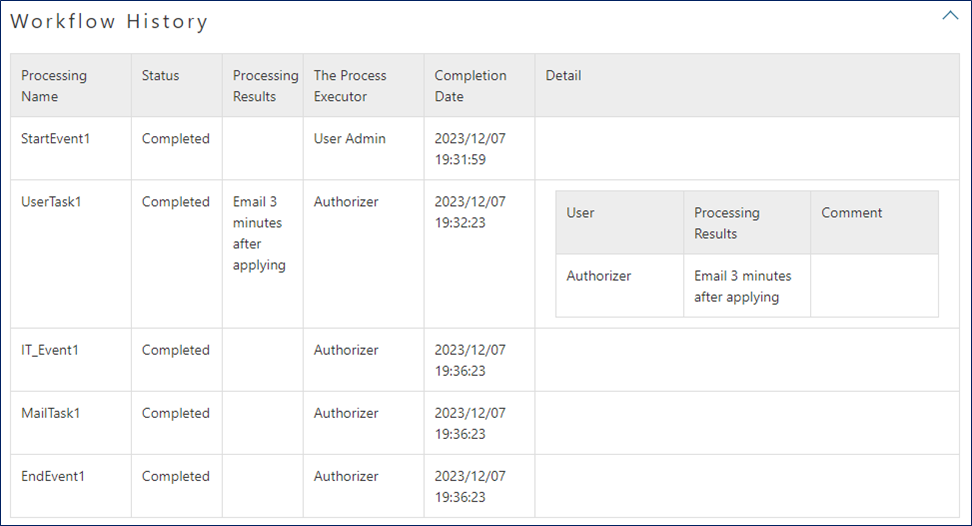 Workflow History
Processing Name
Status
Processing Results
The Process Executor
Completion Date
Detail
StartEvent1
Completed
User Admin
2023/12/07
19:31:59
UserTask1
Completed
Email 3
minutes
after
applying
Authorizer
2023/12/07
19:32:23
User
Processing
Results
Comment
Authorizer
Email 3 minutes
after applying
IT_Event1
Completed
Authorizer
2023/12/07
19:36:23
MailTask1
Completed
Authorizer
2023/12/07
19:36:23
EndEvent1
Completed
Authorizer
2023/12/07
19:36:23